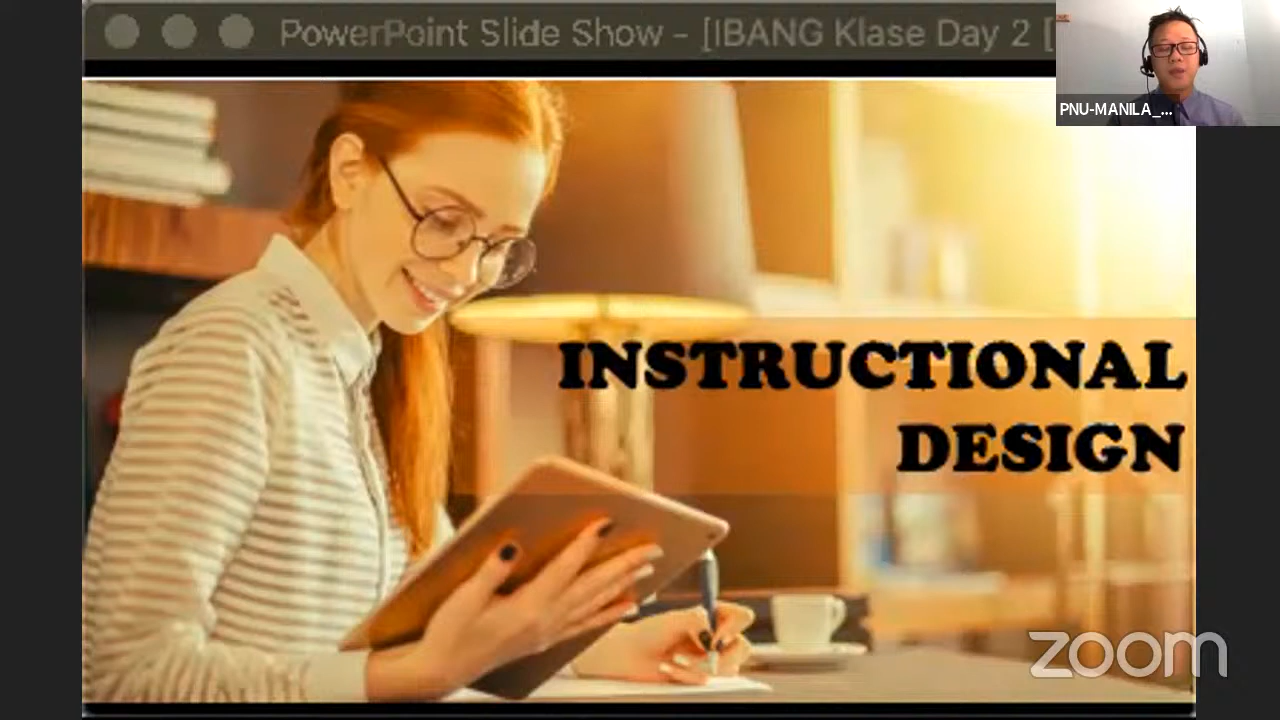 PowerPoint Slide Show - [IBANG Klase Day 2 [
PNU-MANILA_...
INSTRUCTIONAL
DESIGN
zoom